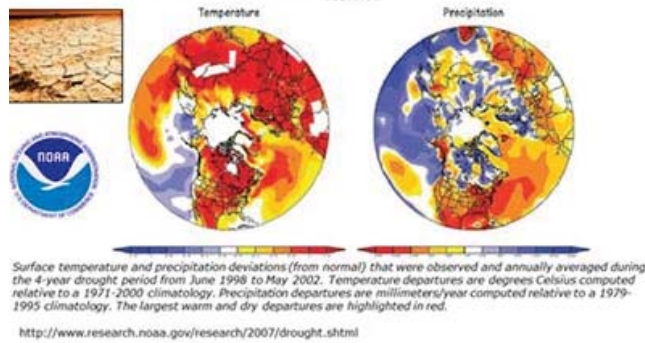 Temperature
Precipitation
NOAA
Surface temperature and precipitation deviations (from normal) that were observed and annually averaged during
the 4-year drought period from June 1998 to May 2002. Temperature departures are degrees Celsius computed
relative to a 1971-2000 climatology. Precipitation departures are millimeters/year computed relative to a 1979-
1995 climatology. The largest warm and dry departures are highlighted in red.
http://www.research.noaa.gov/research/2007/drought.shtml